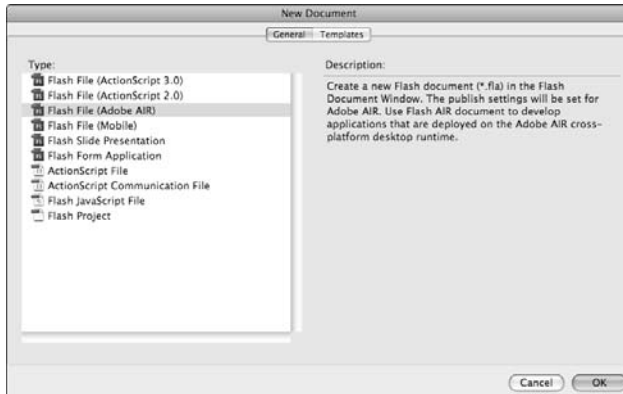 New Document
General Templates
Type:
Flash File (ActionScript 3.0)
Flash File (ActionScript 2.0)
Flash File (Adobe AIR)
Flash File (Mobile)
Flash Slide Presentation
Flash Form Application
ActionScript File
ActionScript Communication File
Flash JavaScript File
Flash Project
Description:
Create a new Flash document (*.fla) in the Flash
Document Window. The publish settings will be set for
Adobe AIR. Use Flash AIR document to develop
applications that are deployed on the Adobe AIR cross-
platform desktop runtime.
Cancel OK